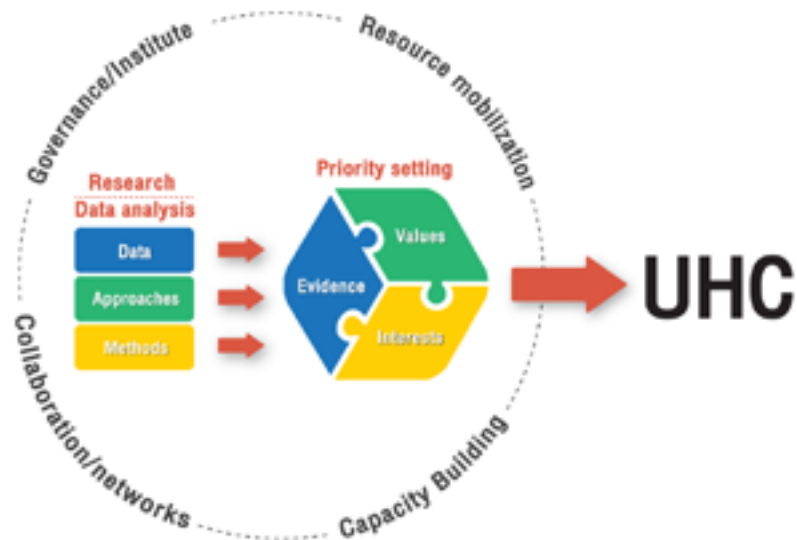 Governance/Institute
Resource mobilization
Research
Data analysis
Data
Approaches
Methods
Priority setting
Evidence
Values
Interests
UHC
Collaboration/networks
Capacity Building